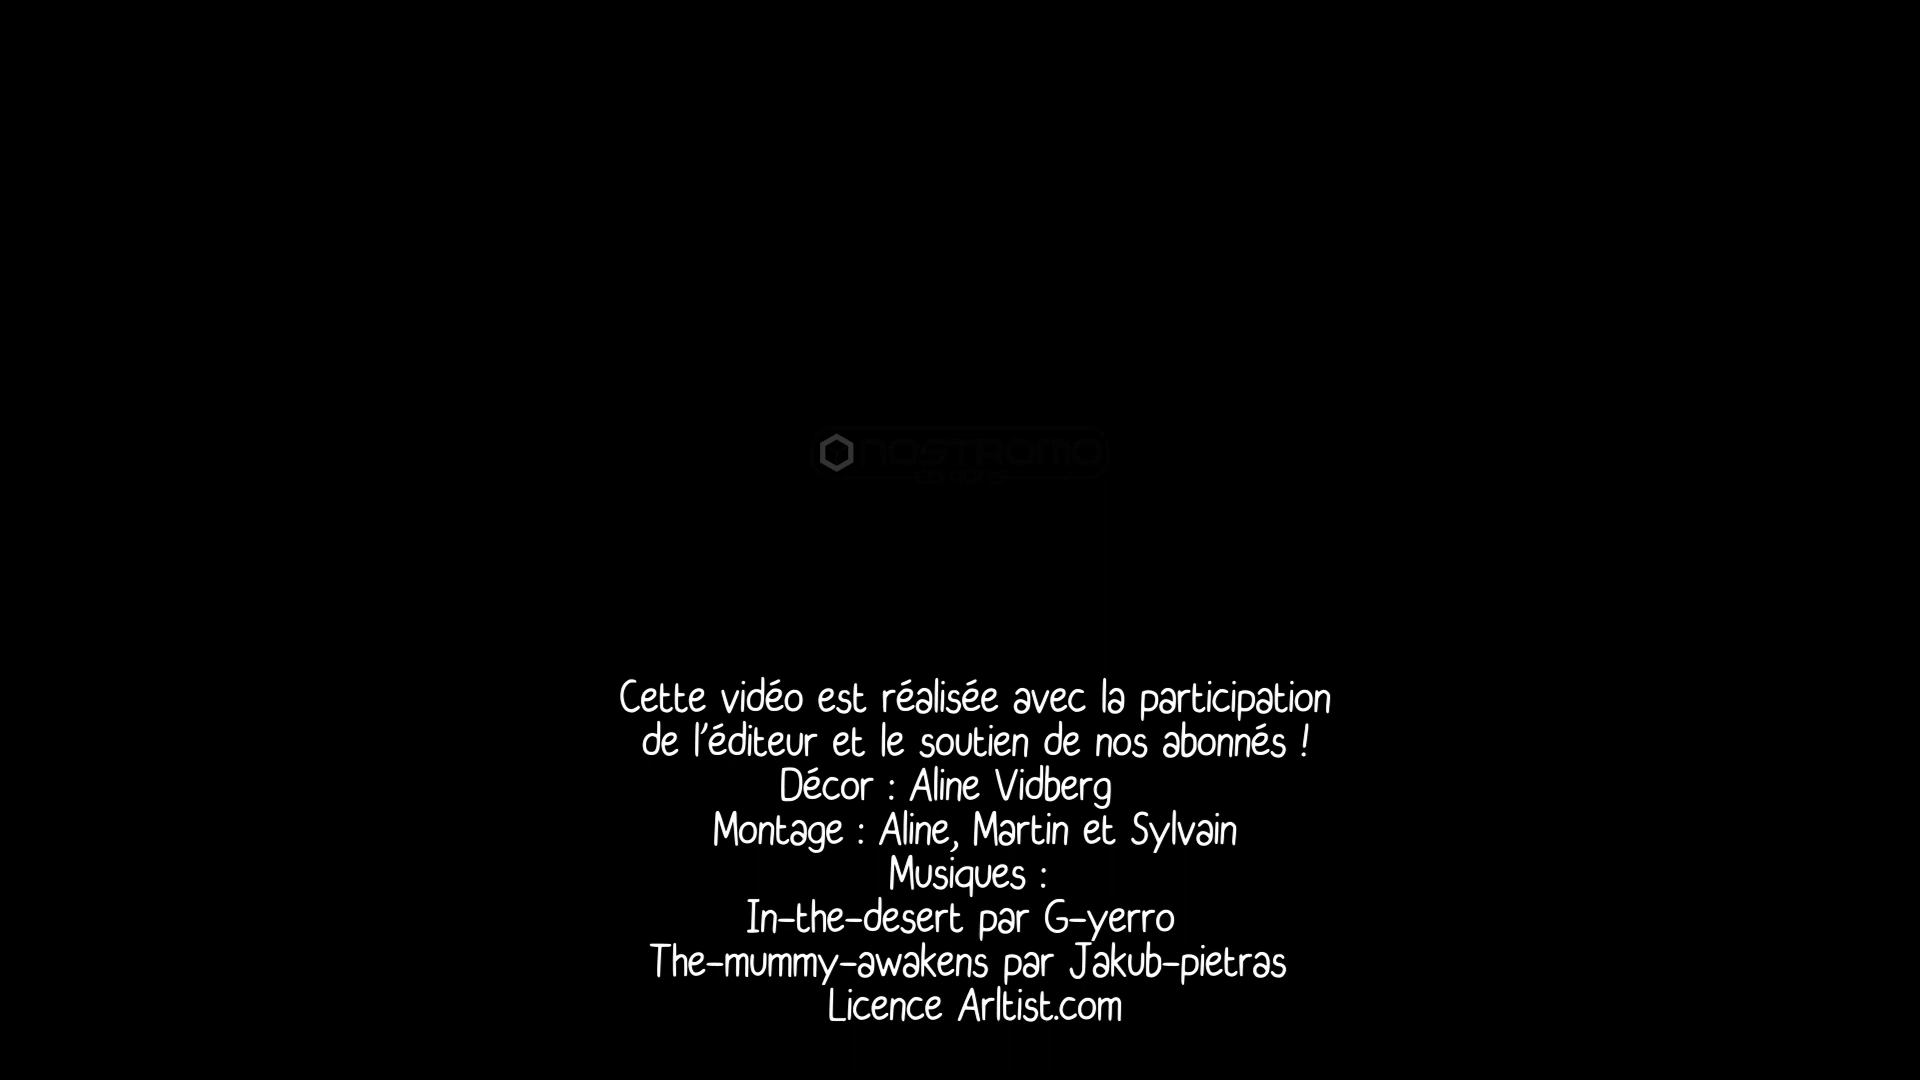 NOSTROMO
Cette vidéo est réalisée avec la participation
de l'éditeur et le soutien de nos abonnés !
Décor : Aline Vidberg
Montage : Aline, Martin et Sylvain
Musiques :
In-the-desert par G-yerro
The-mummy-awakens par Jakub-pietras
Licence Arltist.com